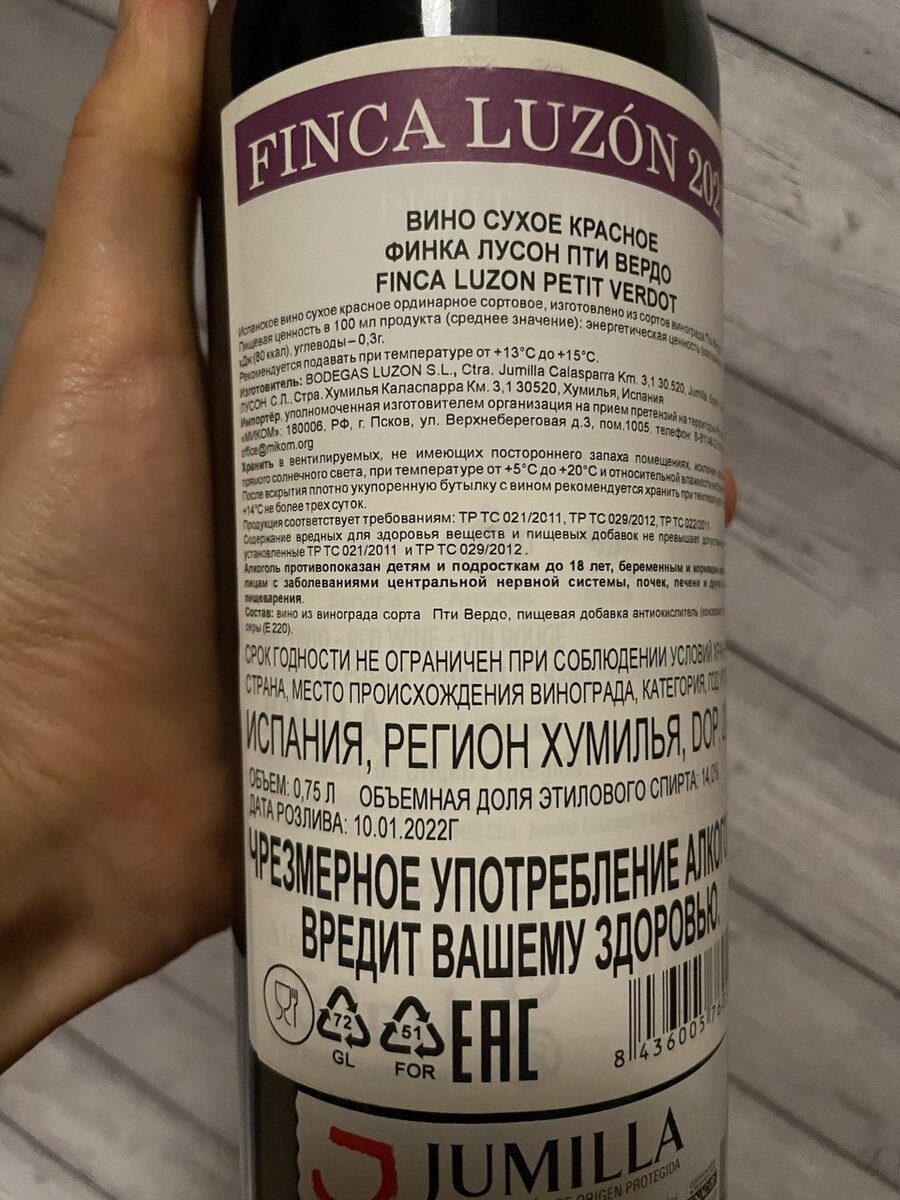 FINCA LUZÓN
ВИНО СУХОЕ КРАСНОЕ
ФИНКА ЛУСОН ПТИ ВЕРДО
FINCA LUZON PETIT VERDOT
Испанское вино сухое красное ординарное сортовое, изготовлено из сортов винограда
Пищевая ценность в 100 мл продукта (среднее значение): энергетическая ценность
кДж (80 ккал), углеводы – 0,3г.
Рекомендуется подавать при температуре от +13°С до +15°С.
Изготовитель: BODEGAS LUZON S.L., Ctra. Jumilla Calasparra Km. 3,1 30.520, Jumilla,
ЛУСОН С.Л., Стра. Хумилья Каласпарра Км. 3,1 30520, Хумилья, Испания
Импортёр, уполномоченная изготовителем организация на прием претензий на
«МИКОМ»: 180006, РФ, г. Псков, ул. Верхнебереговая д.3, пом.1005. телефон:
office@mikom.org
Хранить в вентилируемых, не имеющих постороннего запаха помещениях,
прямого солнечного света, при температуре от +5°С до +20°С и относительной влажности
После вскрытия плотно укупоренную бутылку с вином рекомендуется хранить при
+14°С не более трех суток.
Продукция соответствует требованиям: ТР ТС 021/2011, ТР ТС 029/2012, ТР ТС 022/2011
Содержание вредных для здоровья веществ и пищевых добавок не превышает
установленные ТР ТС 021/2011 и ТР ТС 029/2012.
Алкоголь противопоказан детям и подросткам до 18 лет, беременным и
лицам с заболеваниями центральной нервной системы, почек, печени и
пищеварения.
Состав: вино из винограда сорта Пти Вердо, пищевая добавка антиокислитель
серы (Е 220).
СРОК ГОДНОСТИ НЕ ОГРАНИЧЕН ПРИ СОБЛЮДЕНИИ УСЛОВИЙ
СТРАНА, МЕСТО ПРОИСХОЖДЕНИЯ ВИНОГРАДА, КАТЕГОРИЯ,
ИСПАНИЯ, РЕГИОН ХУМИЛЬЯ, DOP,
ОБЪЕМ: 0,75 Л ОБЪЕМНАЯ ДОЛЯ ЭТИЛОВОГО СПИРТА: 14,0%
ДАТА РОЗЛИВА: 10.01.2022Г
ЧРЕЗМЕРНОЕ УПОТРЕБЛЕНИЕ
ВРЕДИТ ВАШЕМУ ЗДОРОВЬЮ.
72 51 EAC
GL FOR
8 436005
JUMILLA
DE ORIGEN PROTEGIDA